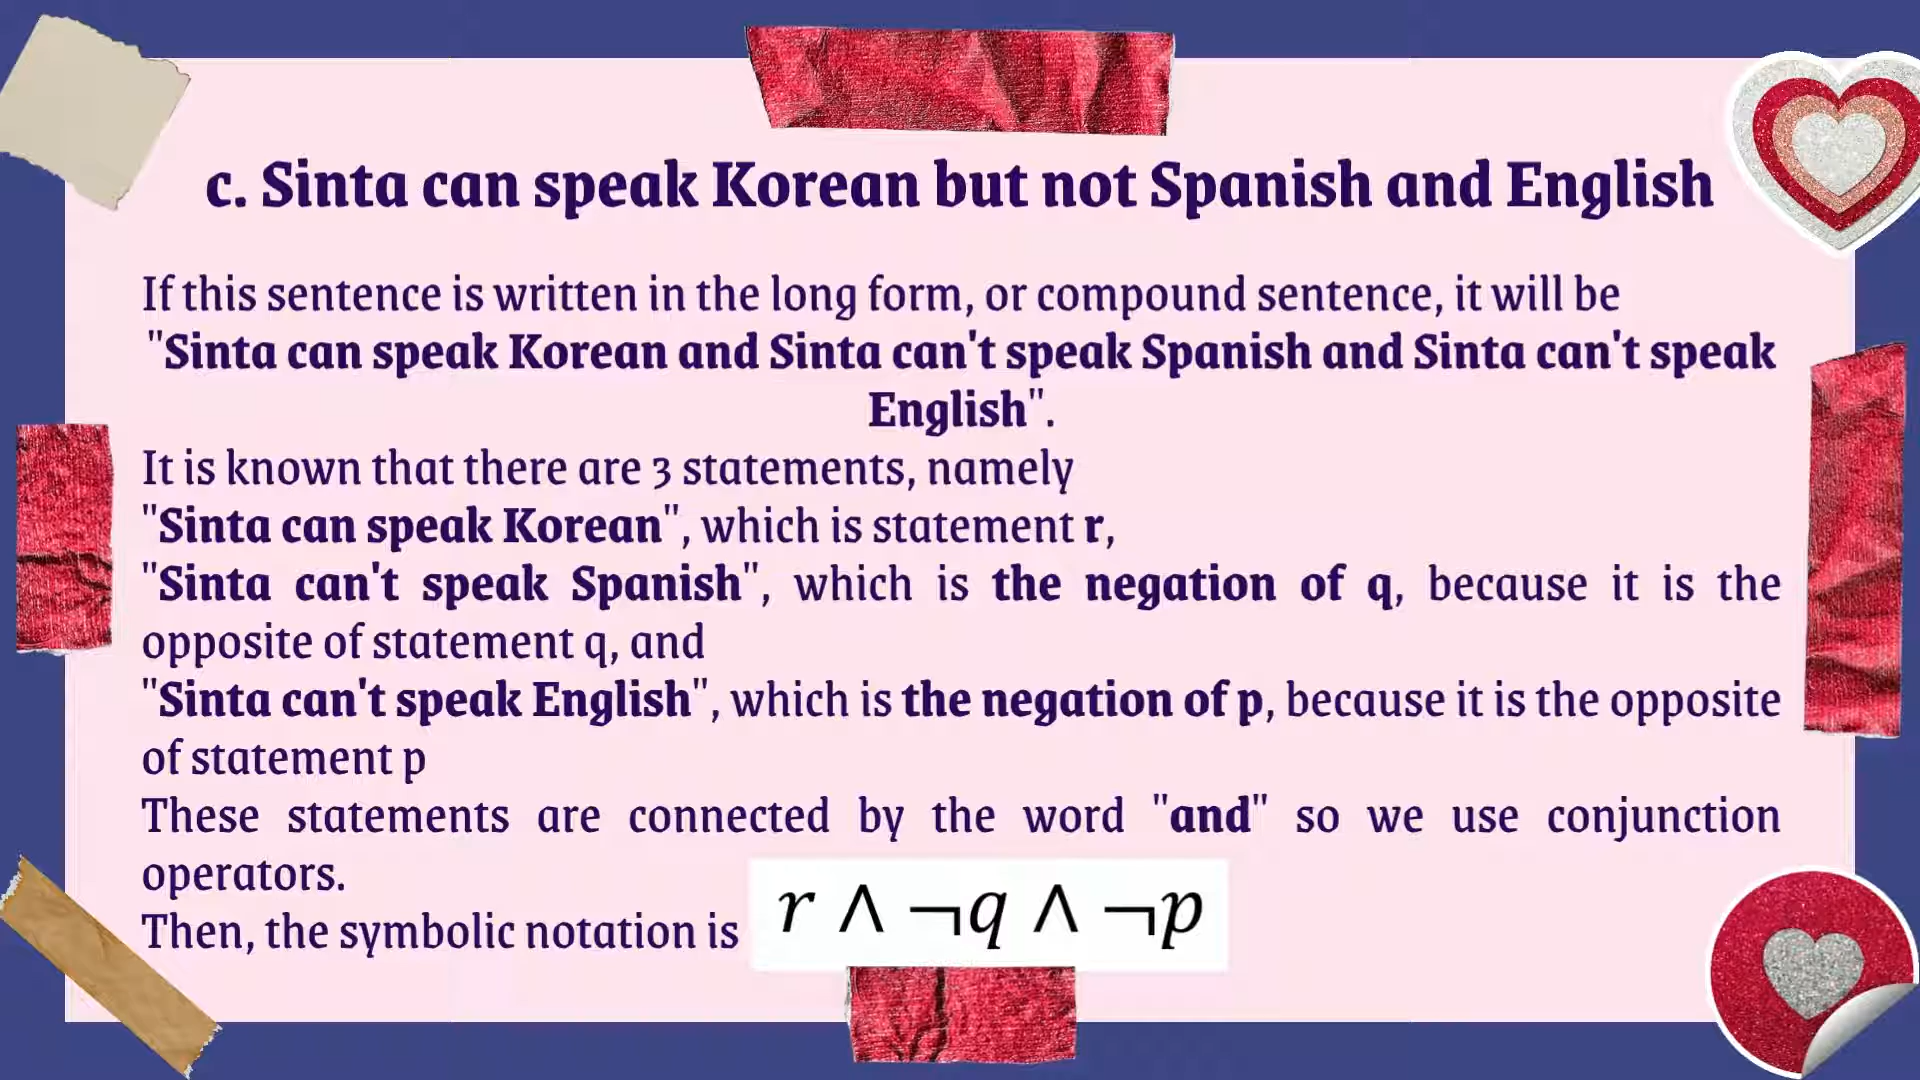 c. Sinta can speak Korean but not Spanish and English
If this sentence is written in the long form, or compound sentence, it will be
"Sinta can speak Korean and Sinta can't speak Spanish and Sinta can't speak
English".
It is known that there are 3 statements, namely
"Sinta can speak Korean", which is statement r,
"Sinta can't speak Spanish", which is the negation of q, because it is the
opposite of statement q, and
"Sinta can't speak English", which is the negation of p, because it is the opposite
of statement p
These statements are connected by the word "and" so we use conjunction
operators.
Then, the symbolic notation is r ∧ ¬q ∧ ¬p